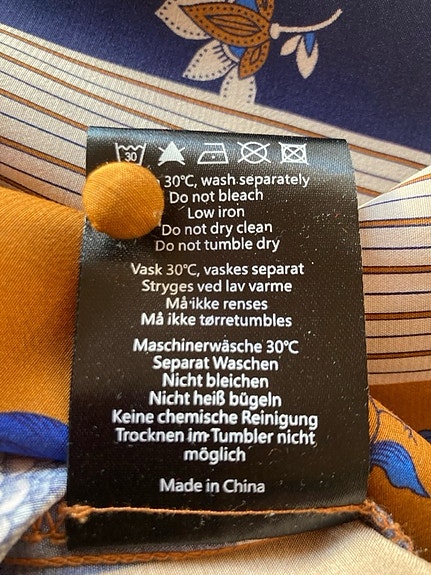 30
30°C, wash separately
Do not bleach
Low iron
Do not dry clean
Do not tumble dry
Vask 30°C, vaskes separat
Stryges ved lav varme
Må ikke renses
Må ikke tørretumbles
Maschinerwäsche 30°C
Separat Waschen
Nicht bleichen
Nicht heiß bügeln
Keine chemische Reinigung
Trocknen im Tumbler nicht
möglich
Made in China